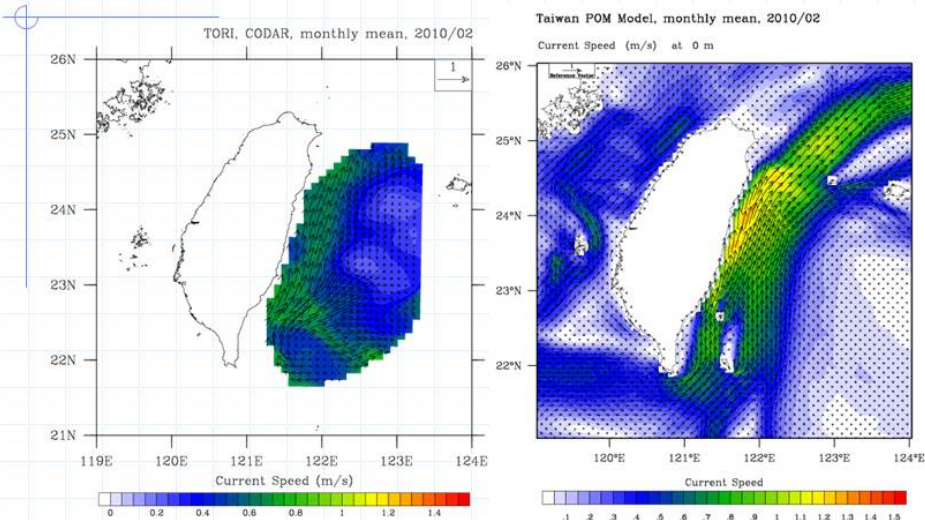 TORI, CODAR, monthly mean, 2010/02
26N
25N
24N
23N
22N
21N
119E 120E 121E 122E 123E 124E
1
Current Speed (m/s)
0 0.2 0.4 0.6 0.8 1 1.2 1.4
Taiwan POM Model, monthly mean, 2010/02
Current Speed (m/s) at 0 m
1
Reference Vector
26°N
25°N
24°N
23°N
22°N
120°E 121°E 122°E 123°E 124°E
Current Speed
.1 .2 .3 .4 .5 .6 .7 .8 .9 1 1.1 1.2 1.3 1.4 1.5